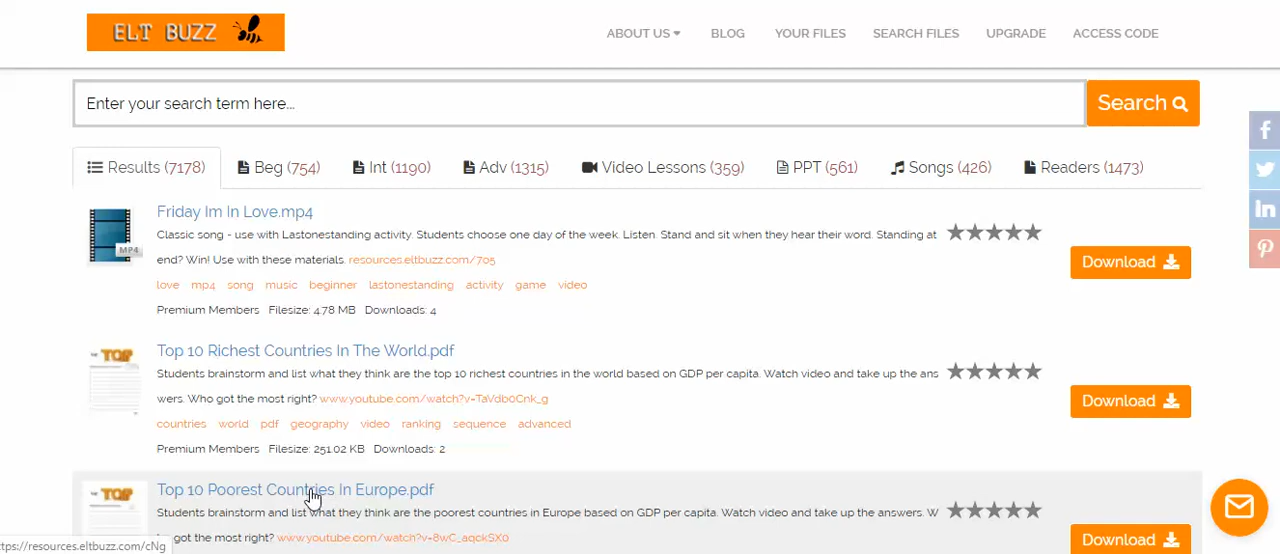 ELT BUZZ
ABOUT US BLOG YOUR FILES SEARCH FILES UPGRADE ACCESS CODE
Enter your search term here... Search
Results (7178) Beg (754) Int (1190) Adv (1315) Video Lessons (359) PPT (561) Songs (426) Readers (1473)
Friday Im In Love.mp4
Classic song - use with Lastonestanding activity. Students choose one day of the week. Listen. Stand and sit when they hear their word. Standing at
end? Win! Use with these materials. resources.eltbuzz.com/705
MP4
Download
love mp4 song music beginner lastonestanding activity game video
Premium Members Filesize: 4.78 MB Downloads: 4
TOP
Top 10 Richest Countries In The World.pdf
Students brainstorm and list what they think are the top 10 richest countries in the world based on GDP per capita. Watch video and take up the ans
wers. Who got the most right? www.youtube.com/watch?v=TaVdb0Cnk_g
Download
countries world pdf geography video ranking sequence advanced
Premium Members Filesize: 251.02 KB Downloads: 2
TOP
Top 10 Poorest Countries In Europe.pdf
Students brainstorm and list what they think are the poorest countries in Europe based on GDP per capita. Watch video and take up the answers. W
got the most right? www.youtube.com/watch?v=8wC_aqckSX0
Download
ttps://resources.eltbuzz.com/cNg